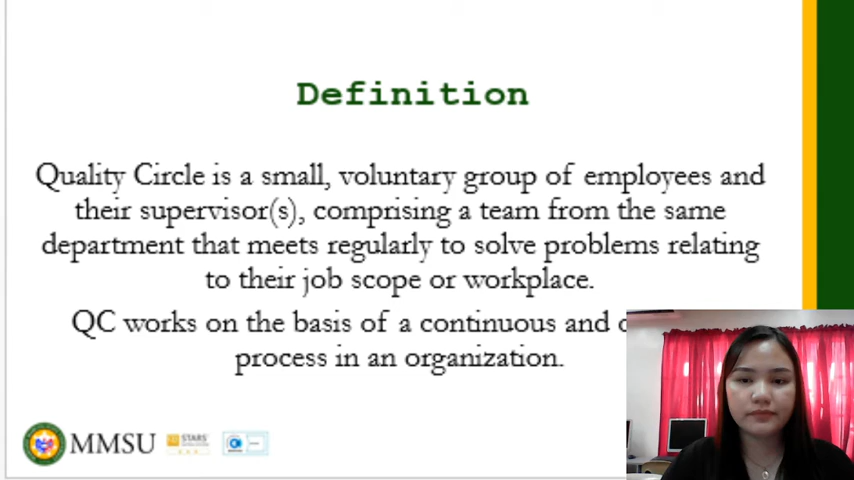 Definition
Quality Circle is a small, voluntary group of employees and
their supervisor(s), comprising a team from the same
department that meets regularly to solve problems relating
to their job scope or workplace.
QC works on the basis of a continuous and
process in an organization.
MMSU
STARS